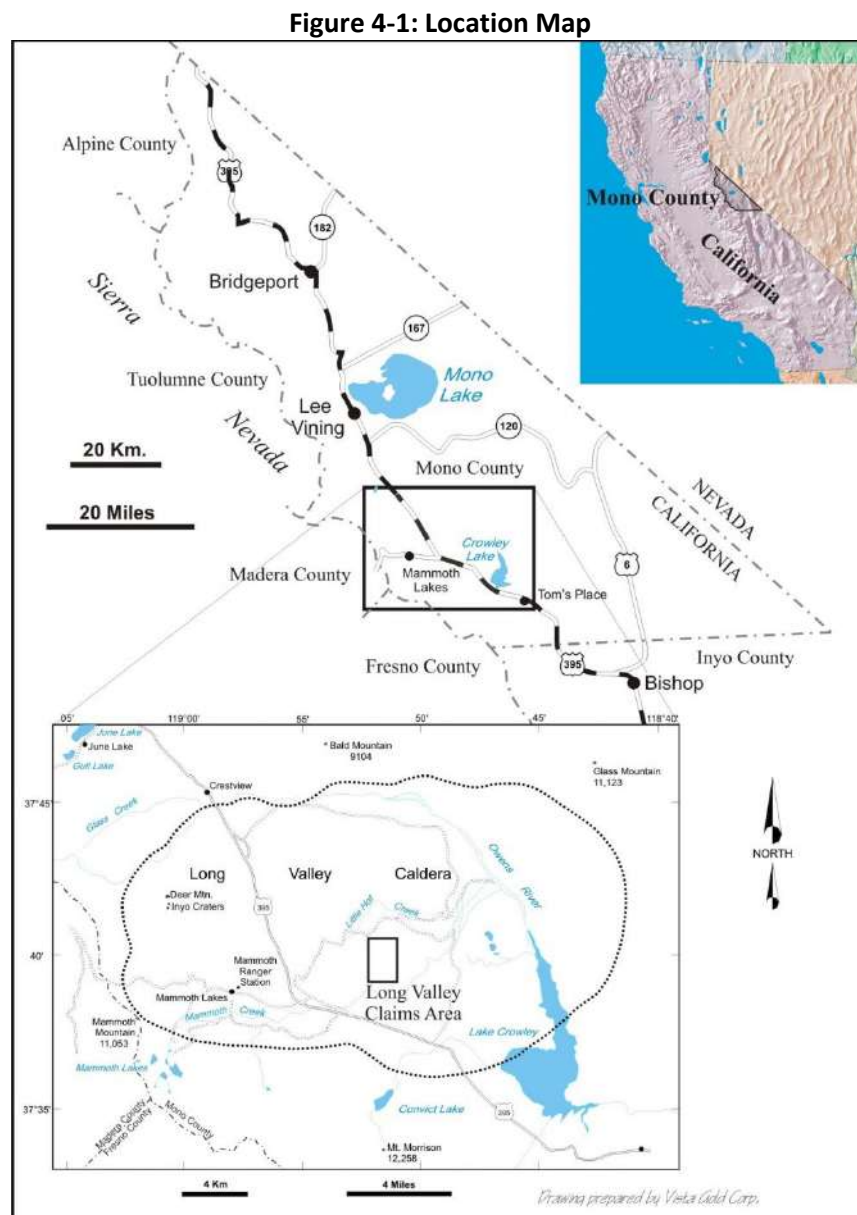 Figure 4-1: Location Map
Alpine County
395
182
Mono County
California
Bridgeport
Sierra
167
Tuolumne County
Mono
Lake
Lee
Vining
Nevada
120
20 Km.
Mono County
20 Miles
NEVADA
CALIFORNIA
Crowley
Lake
6
Madera County
Mammoth
Lakes
Tom's Place
Fresno County
395
Inyo County
Bishop
05'
119°00'
55'
50'
45'
118°40'
June Lake
June Lake
Gull Lake
Bald Mountain
9104
Glass Mountain
11,123
Crestview
37°45'
Glass Creek
Owens River
NORTH
Long Valley Caldera
Deer Mtn.
Inyo Craters
395
Little Hot Creek
40'
Mammoth
Ranger
Station
Mammoth Lakes
Long Valley
Claims Area
Mammoth Creek
Mammoth
Mountain
11,053
Lake Crowley
Mammoth Lakes
Convict Lake
37°35'
395
Madera County
Fresno County
Mono County
Mt. Morrison
12,258
4 Km
4 Miles
Drawing prepared by Vista Gold Corp.